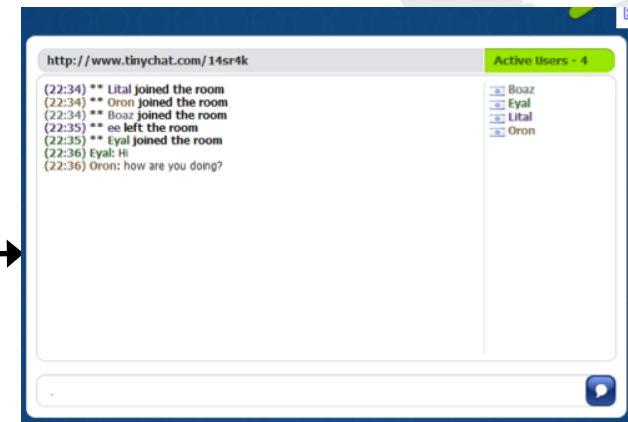 http://www.tinychat.com/14sr4k
Active Users - 4
(22:34) ** Lital joined the room
(22:34) ** Oron joined the room
(22:34) ** Boaz joined the room
(22:35) ** ee left the room
(22:35) ** Eyal joined the room
(22:36) Eyal: Hi
(22:36) Oron: how are you doing?
Boaz
Eyal
Lital
Oron
.